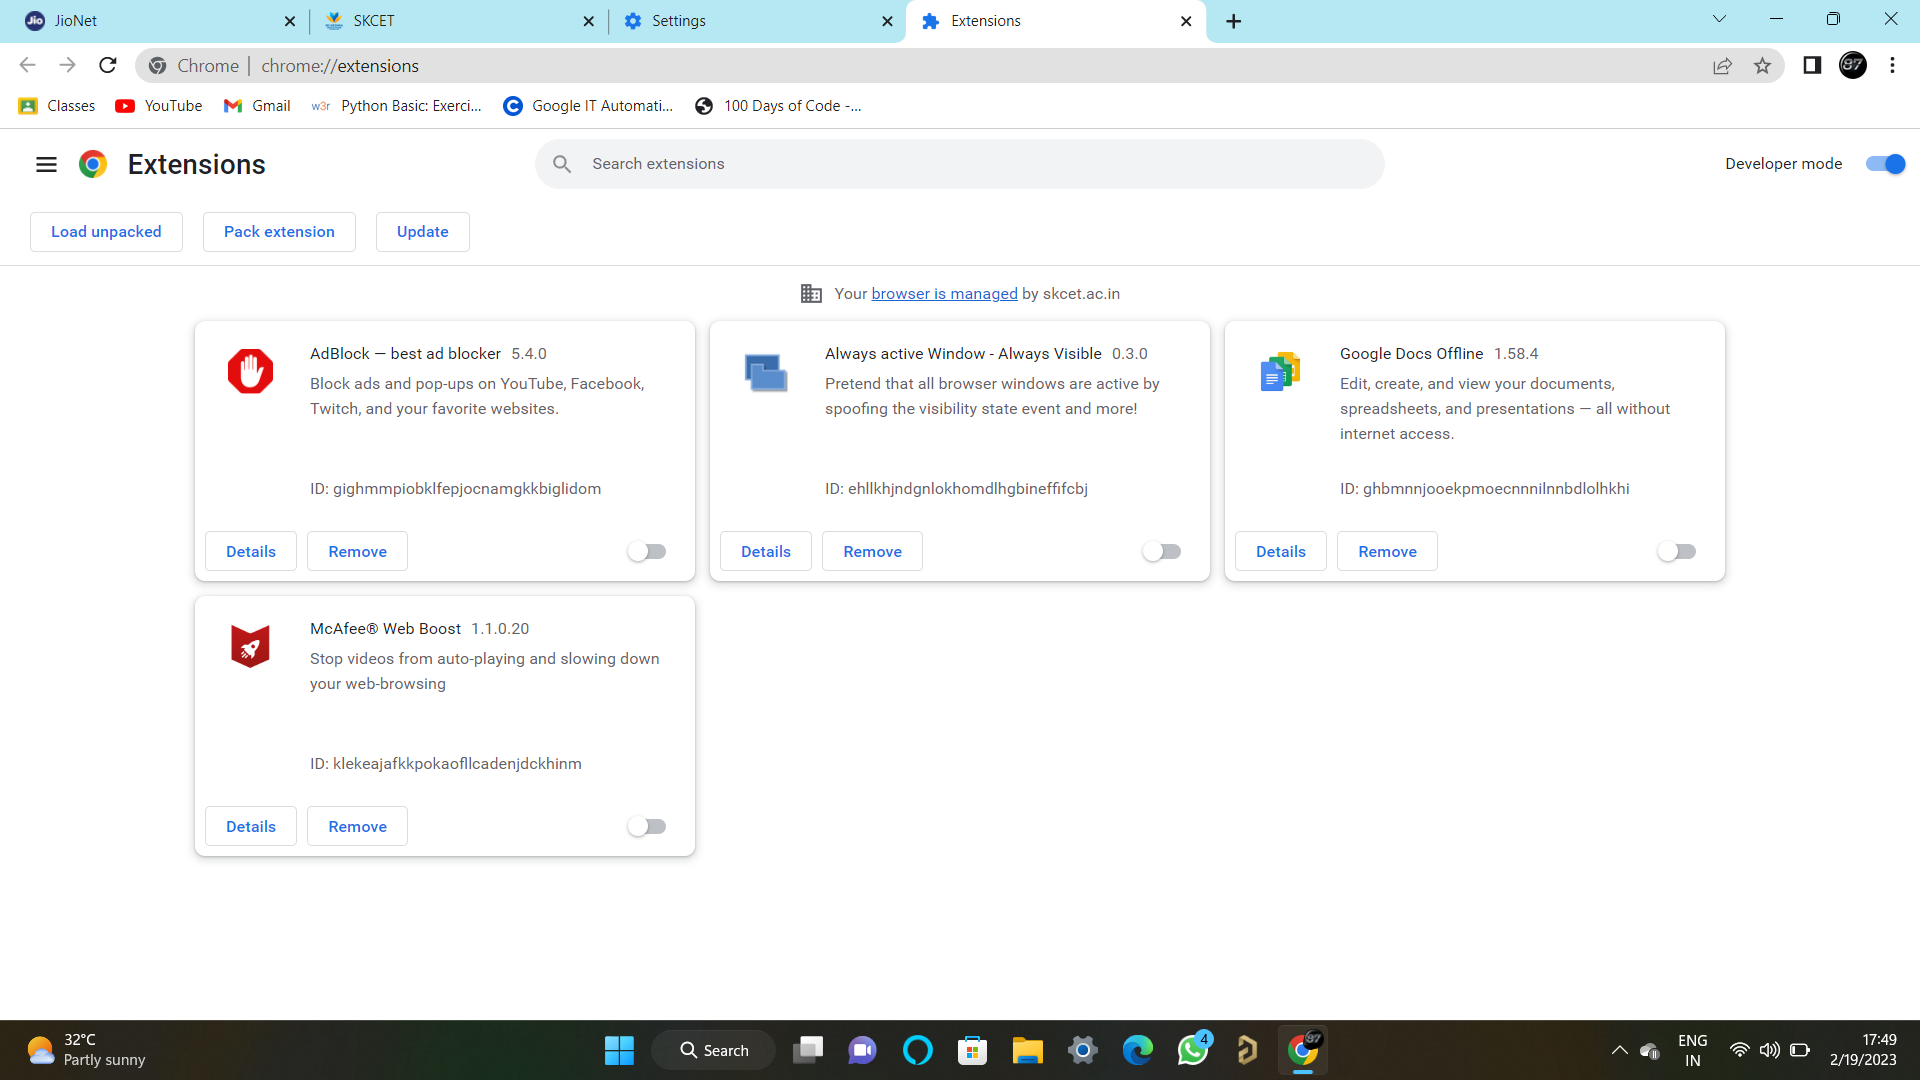 Jio JioNet
SKCET
Settings
Extensions
Chrome | chrome://extensions
87
Classes
YouTube
Gmail
w3r Python Basic: Exerci...
Google IT Automati...
100 Days of Code -...
Extensions
Search extensions
Developer mode
Load unpacked
Pack extension
Update
Your browser is managed by skcet.ac.in
AdBlock — best ad blocker 5.4.0
Block ads and pop-ups on YouTube, Facebook,
Twitch, and your favorite websites.
ID: gighmmpiobklfepjocnamgkkbiglidom
Details
Remove
Always active Window - Always Visible 0.3.0
Pretend that all browser windows are active by
spoofing the visibility state event and more!
ID: ehllkhjndgnlokhomdlhgbineffifcbj
Details
Remove
Google Docs Offline 1.58.4
Edit, create, and view your documents,
spreadsheets, and presentations — all without
internet access.
ID: ghbmnnjooekpmoecnnnilnnbdlolhkhi
Details
Remove
McAfee® Web Boost 1.1.0.20
Stop videos from auto-playing and slowing down
your web-browsing
ID: klekeajafkkpokaofllcadenjdckhinm
Details
Remove
32°C
Partly sunny
Search
4
87
ENG
IN
17:49
2/19/2023